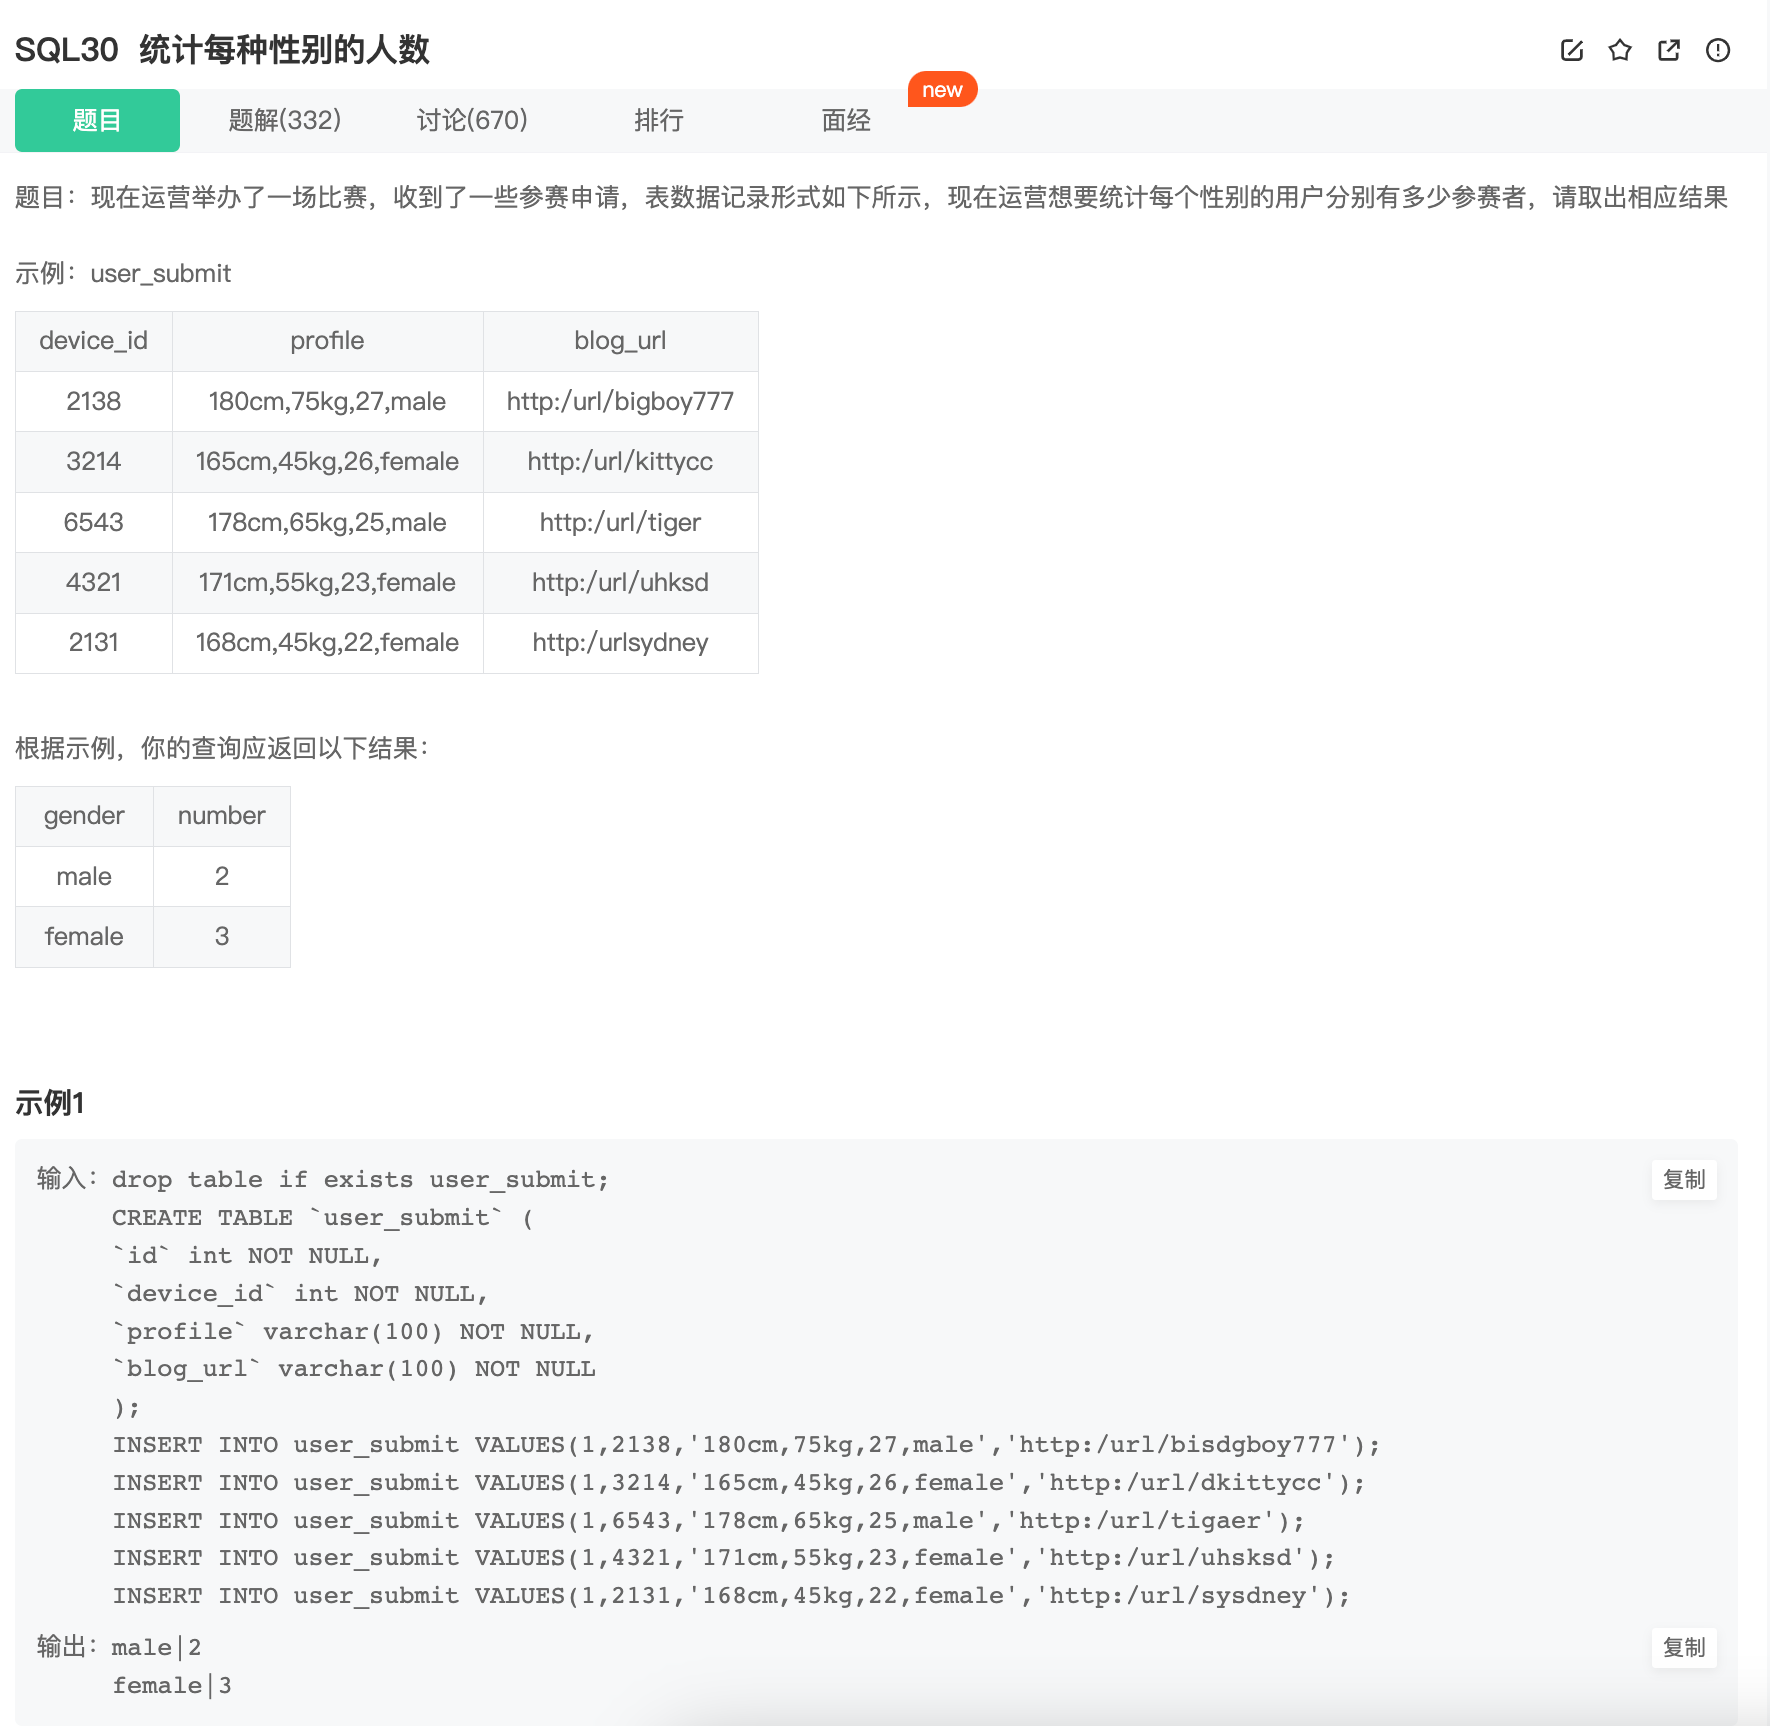 SQL30 统计每种性别的人数
new
题目 题解(332) 讨论(670) 排行 面经
题目：现在运营举办了一场比赛，收到了一些参赛申请，表数据记录形式如下所示，现在运营想要统计每个性别的用户分别有多少参赛者，请取出相应结果
示例：user_submit
device_id profile blog_url
2138 180cm,75kg,27,male http:/url/bigboy777
3214 165cm,45kg,26,female http:/url/kittycc
6543 178cm,65kg,25,male http:/url/tiger
4321 171cm,55kg,23,female http:/url/uhksd
2131 168cm,45kg,22,female http:/urlsydney
根据示例，你的查询应返回以下结果：
gender number
male 2
female 3
示例1
输入：drop table if exists user_submit; 复制
CREATE TABLE `user_submit` (
`id` int NOT NULL,
`device_id` int NOT NULL,
`profile` varchar(100) NOT NULL,
`blog_url` varchar(100) NOT NULL
);
INSERT INTO user_submit VALUES(1,2138,'180cm,75kg,27,male','http:/url/bisdgboy777');
INSERT INTO user_submit VALUES(1,3214,'165cm,45kg,26,female','http:/url/dkittycc');
INSERT INTO user_submit VALUES(1,6543,'178cm,65kg,25,male','http:/url/tigaer');
INSERT INTO user_submit VALUES(1,4321,'171cm,55kg,23,female','http:/url/uhsksd');
INSERT INTO user_submit VALUES(1,2131,'168cm,45kg,22,female','http:/url/sysdney');
输出：male|2 复制
female|3